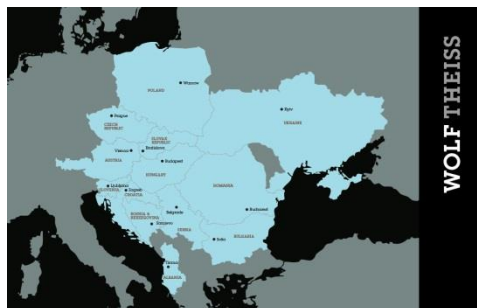 Warsaw
POLAND
Kyiv
UKRAINE
Prague
CZECH
REPUBLIC
SLOVAK
REPUBLIC
Vienna
Bratislava
AUSTRIA
Budapest
HUNGARY
Ljubljana
SLOVENIA
Zagreb
CROATIA
ROMANIA
BOSNIA &
HERZEGOVINA
Belgrade
Bucharest
Sarajevo
SERBIA
Sofia
BULGARIA
ALBANIA
WOLF THEISS